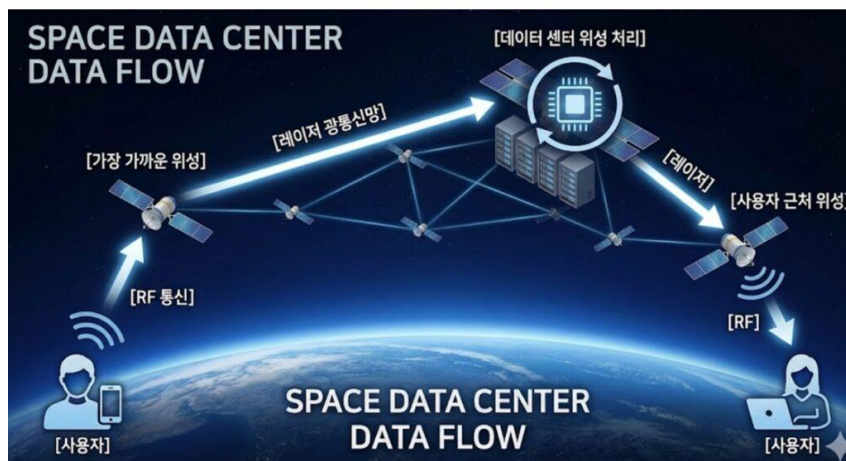 SPACE DATA CENTER
DATA FLOW
[데이터 센터 위성 처리]
[레이저 광통신망]
[가장 가까운 위성]
[레이저]
[사용자 근처 위성]
[RF 통신]
[RF]
[사용자]
SPACE DATA CENTER
DATA FLOW
[사용자]